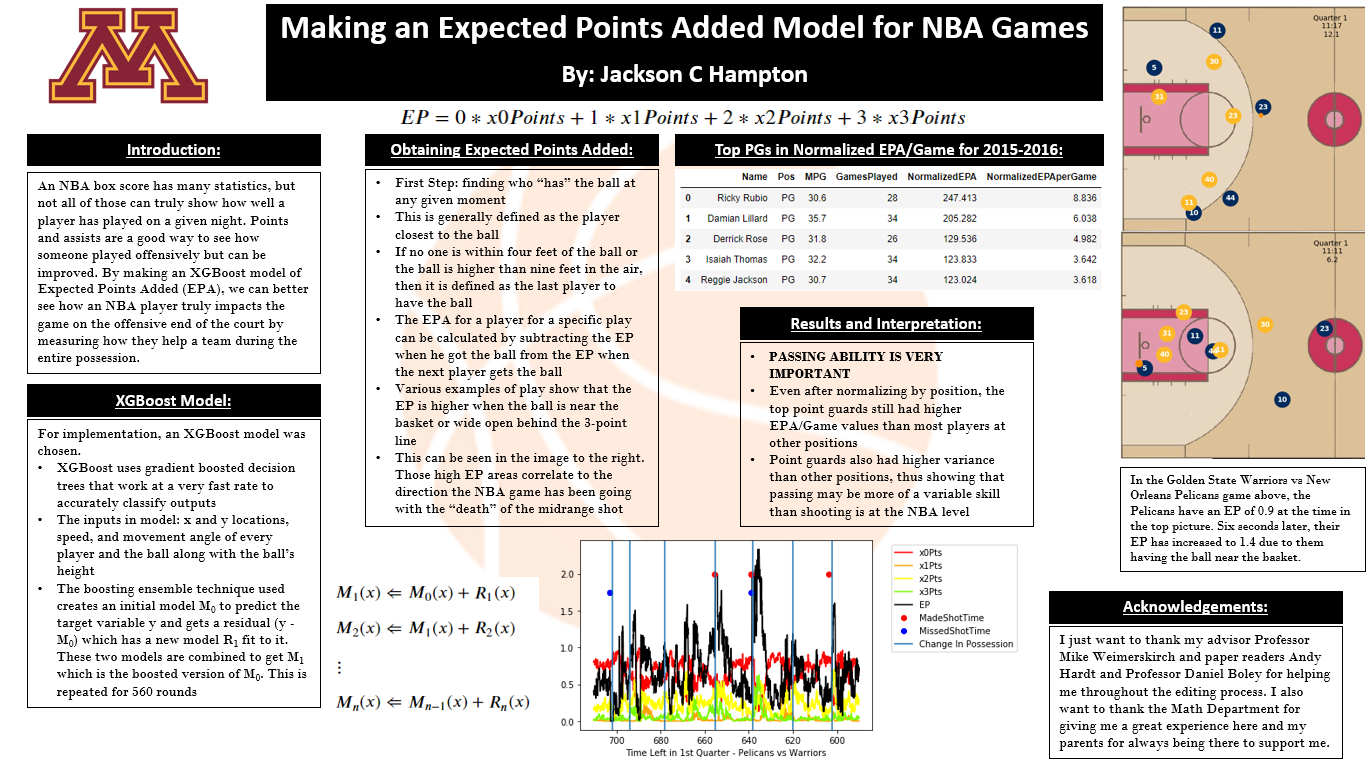 Making an Expected Points Added Model for NBA Games
By: Jackson C Hampton
EP = 0 * x0Points + 1 * x1Points + 2 * x2Points + 3 * x3Points
Introduction:
An NBA box score has many statistics, but
not all of those can truly show how well a
player has played on a given night. Points
and assists are a good way to see how
someone played offensively but can be
improved. By making an XGBoost model of
Expected Points Added (EPA), we can better
see how an NBA player truly impacts the
game on the offensive end of the court by
measuring how they help a team during the
entire possession.
XGBoost Model:
For implementation, an XGBoost model was
chosen.
• XGBoost uses gradient boosted decision
trees that work at a very fast rate to
accurately classify outputs
• The inputs in model: x and y locations,
speed, and movement angle of every
player and the ball along with the ball's
height
• The boosting ensemble technique used
creates an initial model M₀ to predict the
target variable y and gets a residual (y -
M₀) which has a new model R₁ fit to it.
These two models are combined to get M₁
which is the boosted version of M₀. This is
repeated for 560 rounds
Obtaining Expected Points Added:
• First Step: finding who “has” the ball at
any given moment
• This is generally defined as the player
closest to the ball
• If no one is within four feet of the ball or
the ball is higher than nine feet in the air,
then it is defined as the last player to
have the ball
• The EPA for a player for a specific play
can be calculated by subtracting the EP
when he got the ball from the EP when
the next player gets the ball
• Various examples of play show that the
EP is higher when the ball is near the
basket or wide open behind the 3-point
line
• This can be seen in the image to the right.
Those high EP areas correlate to the
direction the NBA game has been going
with the “death” of the midrange shot
M₁(x) ⇐ M₀(x) + R₁(x)
M₂(x) ⇐ M₁(x) + R₂(x)
⋮
Mₙ(x) ⇐ Mₙ₋₁(x) + Rₙ(x)
Top PGs in Normalized EPA/Game for 2015-2016:
Name Pos MPG GamesPlayed NormalizedEPA NormalizedEPAPerGame
0 Ricky Rubio PG 30.6 28 247.413 8.836
1 Damian Lillard PG 35.7 34 205.282 6.038
2 Derrick Rose PG 31.8 26 129.536 4.982
3 Isaiah Thomas PG 32.2 34 123.833 3.642
4 Reggie Jackson PG 30.7 34 123.024 3.618
Results and Interpretation:
• PASSING ABILITY IS VERY
IMPORTANT
• Even after normalizing by position, the
top point guards still had higher
EPA/Game values than most players at
other positions
• Point guards also had higher variance
than other positions, thus showing that
passing may be more of a variable skill
than shooting is at the NBA level
2.0
1.5
1.0
0.5
0.0
700 680 660 640 620 600
Time Left in 1st Quarter - Pelicans vs Warriors
x0Pts
x1Pts
x2Pts
x3Pts
EP
MadeShotTime
MissedShotTime
Change In Possession
Quarter 1
11:17
12.1
11
30
5
31
23
23
40
44
11
10
Quarter 1
11:11
6.2
23
30
23
31
11
40
11
5
10
In the Golden State Warriors vs New
Orleans Pelicans game above, the
Pelicans have an EP of 0.9 at the time in
the top picture. Six seconds later, their
EP has increased to 1.4 due to them
having the ball near the basket.
Acknowledgements:
I just want to thank my advisor Professor
Mike Weimerskirch and paper readers Andy
Hardt and Professor Daniel Boley for helping
me throughout the editing process. I also
want to thank the Math Department for
giving me a great experience here and my
parents for always being there to support me.